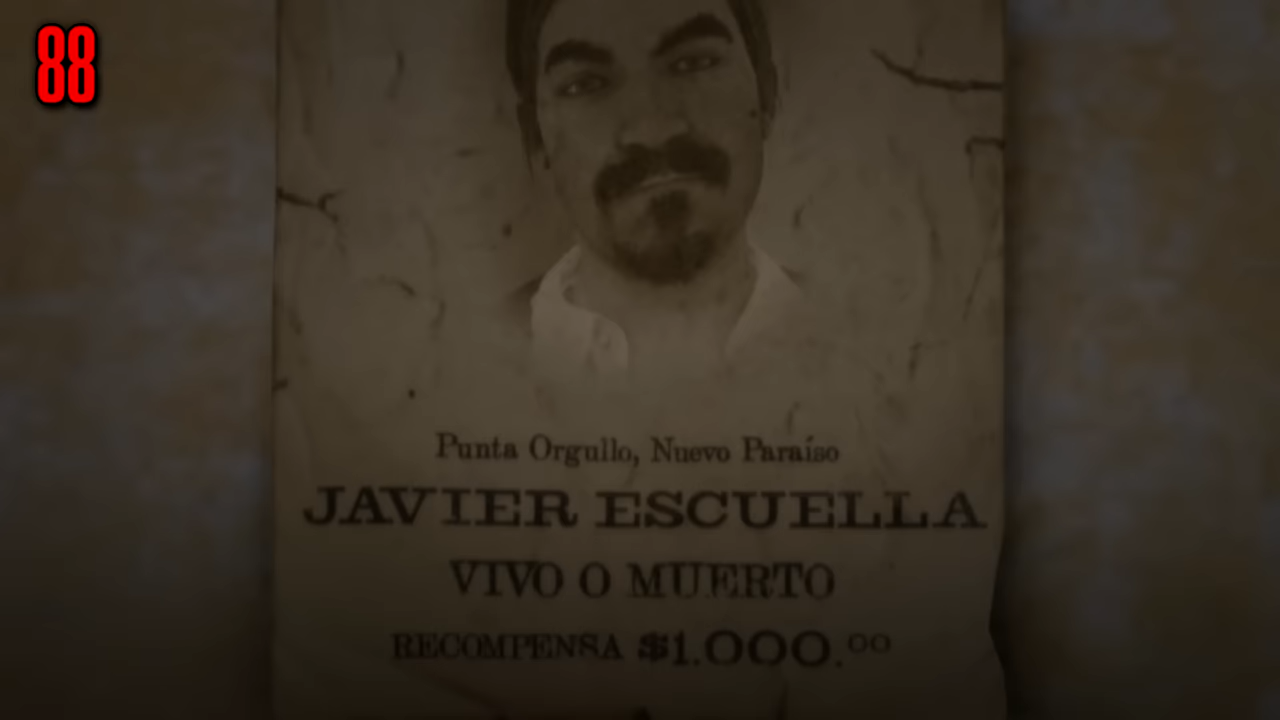 88
Punta Orgullo, Nuevo Paraíso
JAVIER ESCUELLA
VIVO O MUERTO
RECOMPENSA $1.000.00